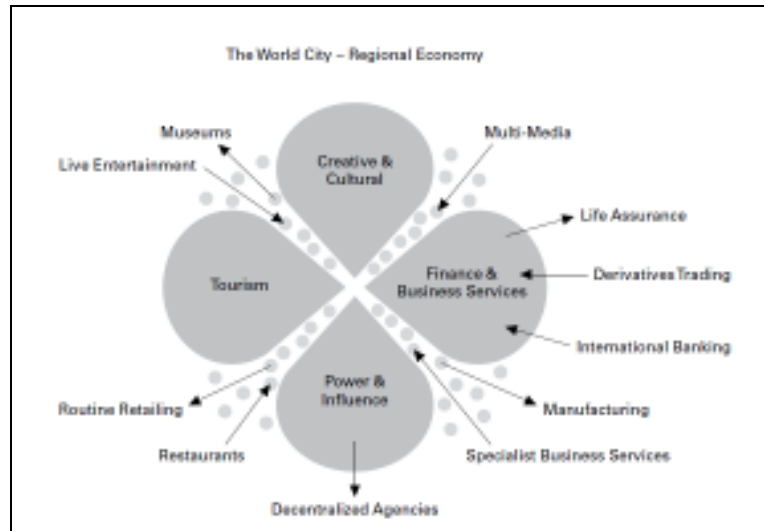 The World City – Regional Economy
Museums
Multi-Media
Live Entertainment
Creative &
Cultural
Life Assurance
Tourism
Finance &
Business Services
Derivatives Trading
International Banking
Power &
Influence
Routine Retailing
Manufacturing
Restaurants
Specialist Business Services
Decentralized Agencies